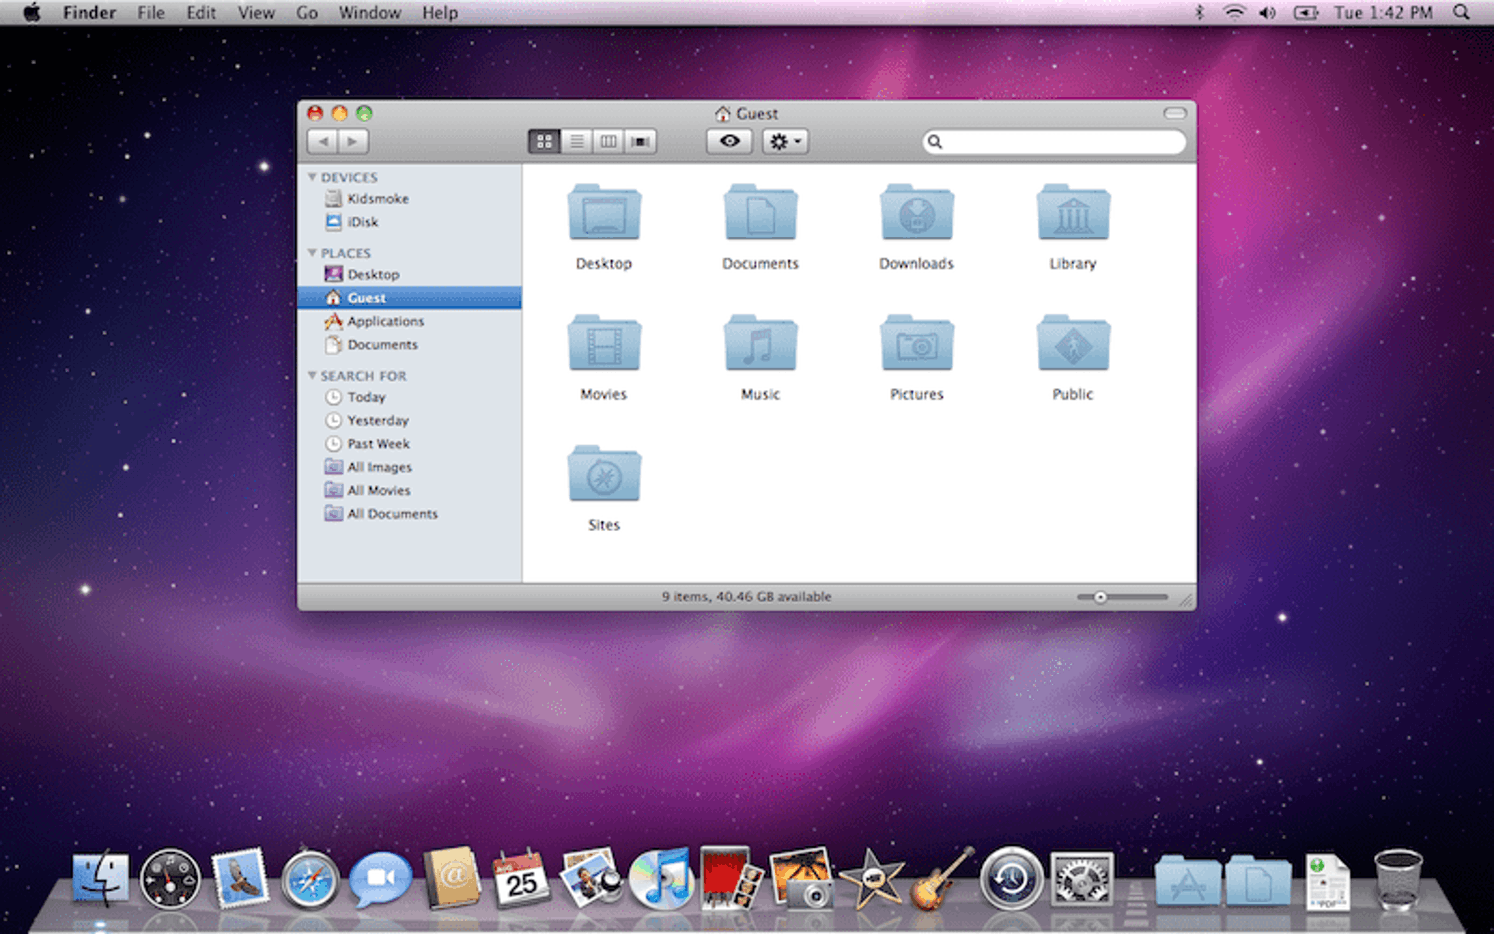 Finder File Edit View Go Window Help Tue 1:42 PM
Guest
DEVICES
Kidsmoke
iDisk
PLACES
Desktop
Guest
Applications
Documents
SEARCH FOR
Today
Yesterday
Past Week
All Images
All Movies
All Documents
Desktop Documents Downloads Library
Movies Music Pictures Public
Sites
9 items, 40.46 GB available
@
AUG
25
PDF